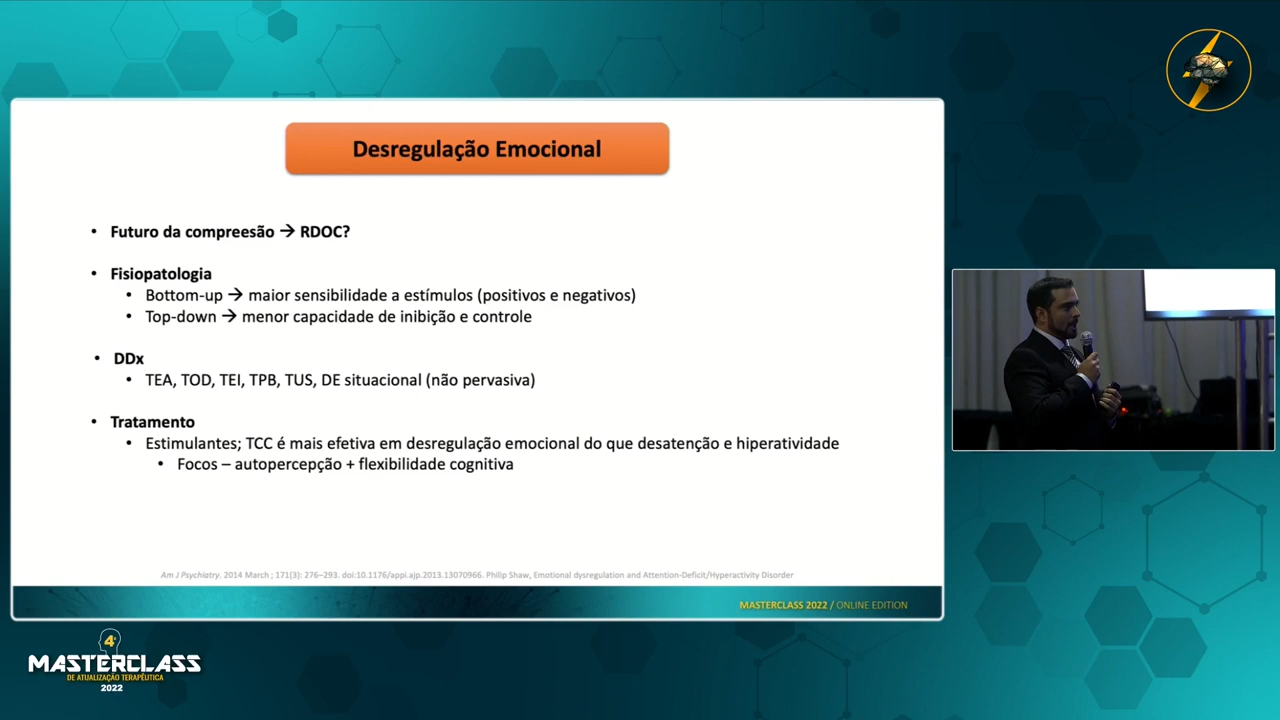 Desregulação Emocional
• Futuro da compreesão → RDOC?
• Fisiopatologia
• Bottom-up → maior sensibilidade a estímulos (positivos e negativos)
• Top-down → menor capacidade de inibição e controle
• DDx
• TEA, TOD, TEI, TPB, TUS, DE situacional (não pervasiva)
• Tratamento
• Estimulantes; TCC é mais efetiva em desregulação emocional do que desatenção e hiperatividade
• Focos – autopercepção + flexibilidade cognitiva
Am J Psychiatry. 2014 March ; 171(3): 276–293. doi:10.1176/appi.ajp.2013.13070966. Philip Shaw, Emotional dysregulation and Attention-Deficit/Hyperactivity Disorder
MASTERCLASS 2022 / ONLINE EDITION
4ª
MASTERCLASS
DE ATUALIZAÇÃO TERAPÊUTICA
2022